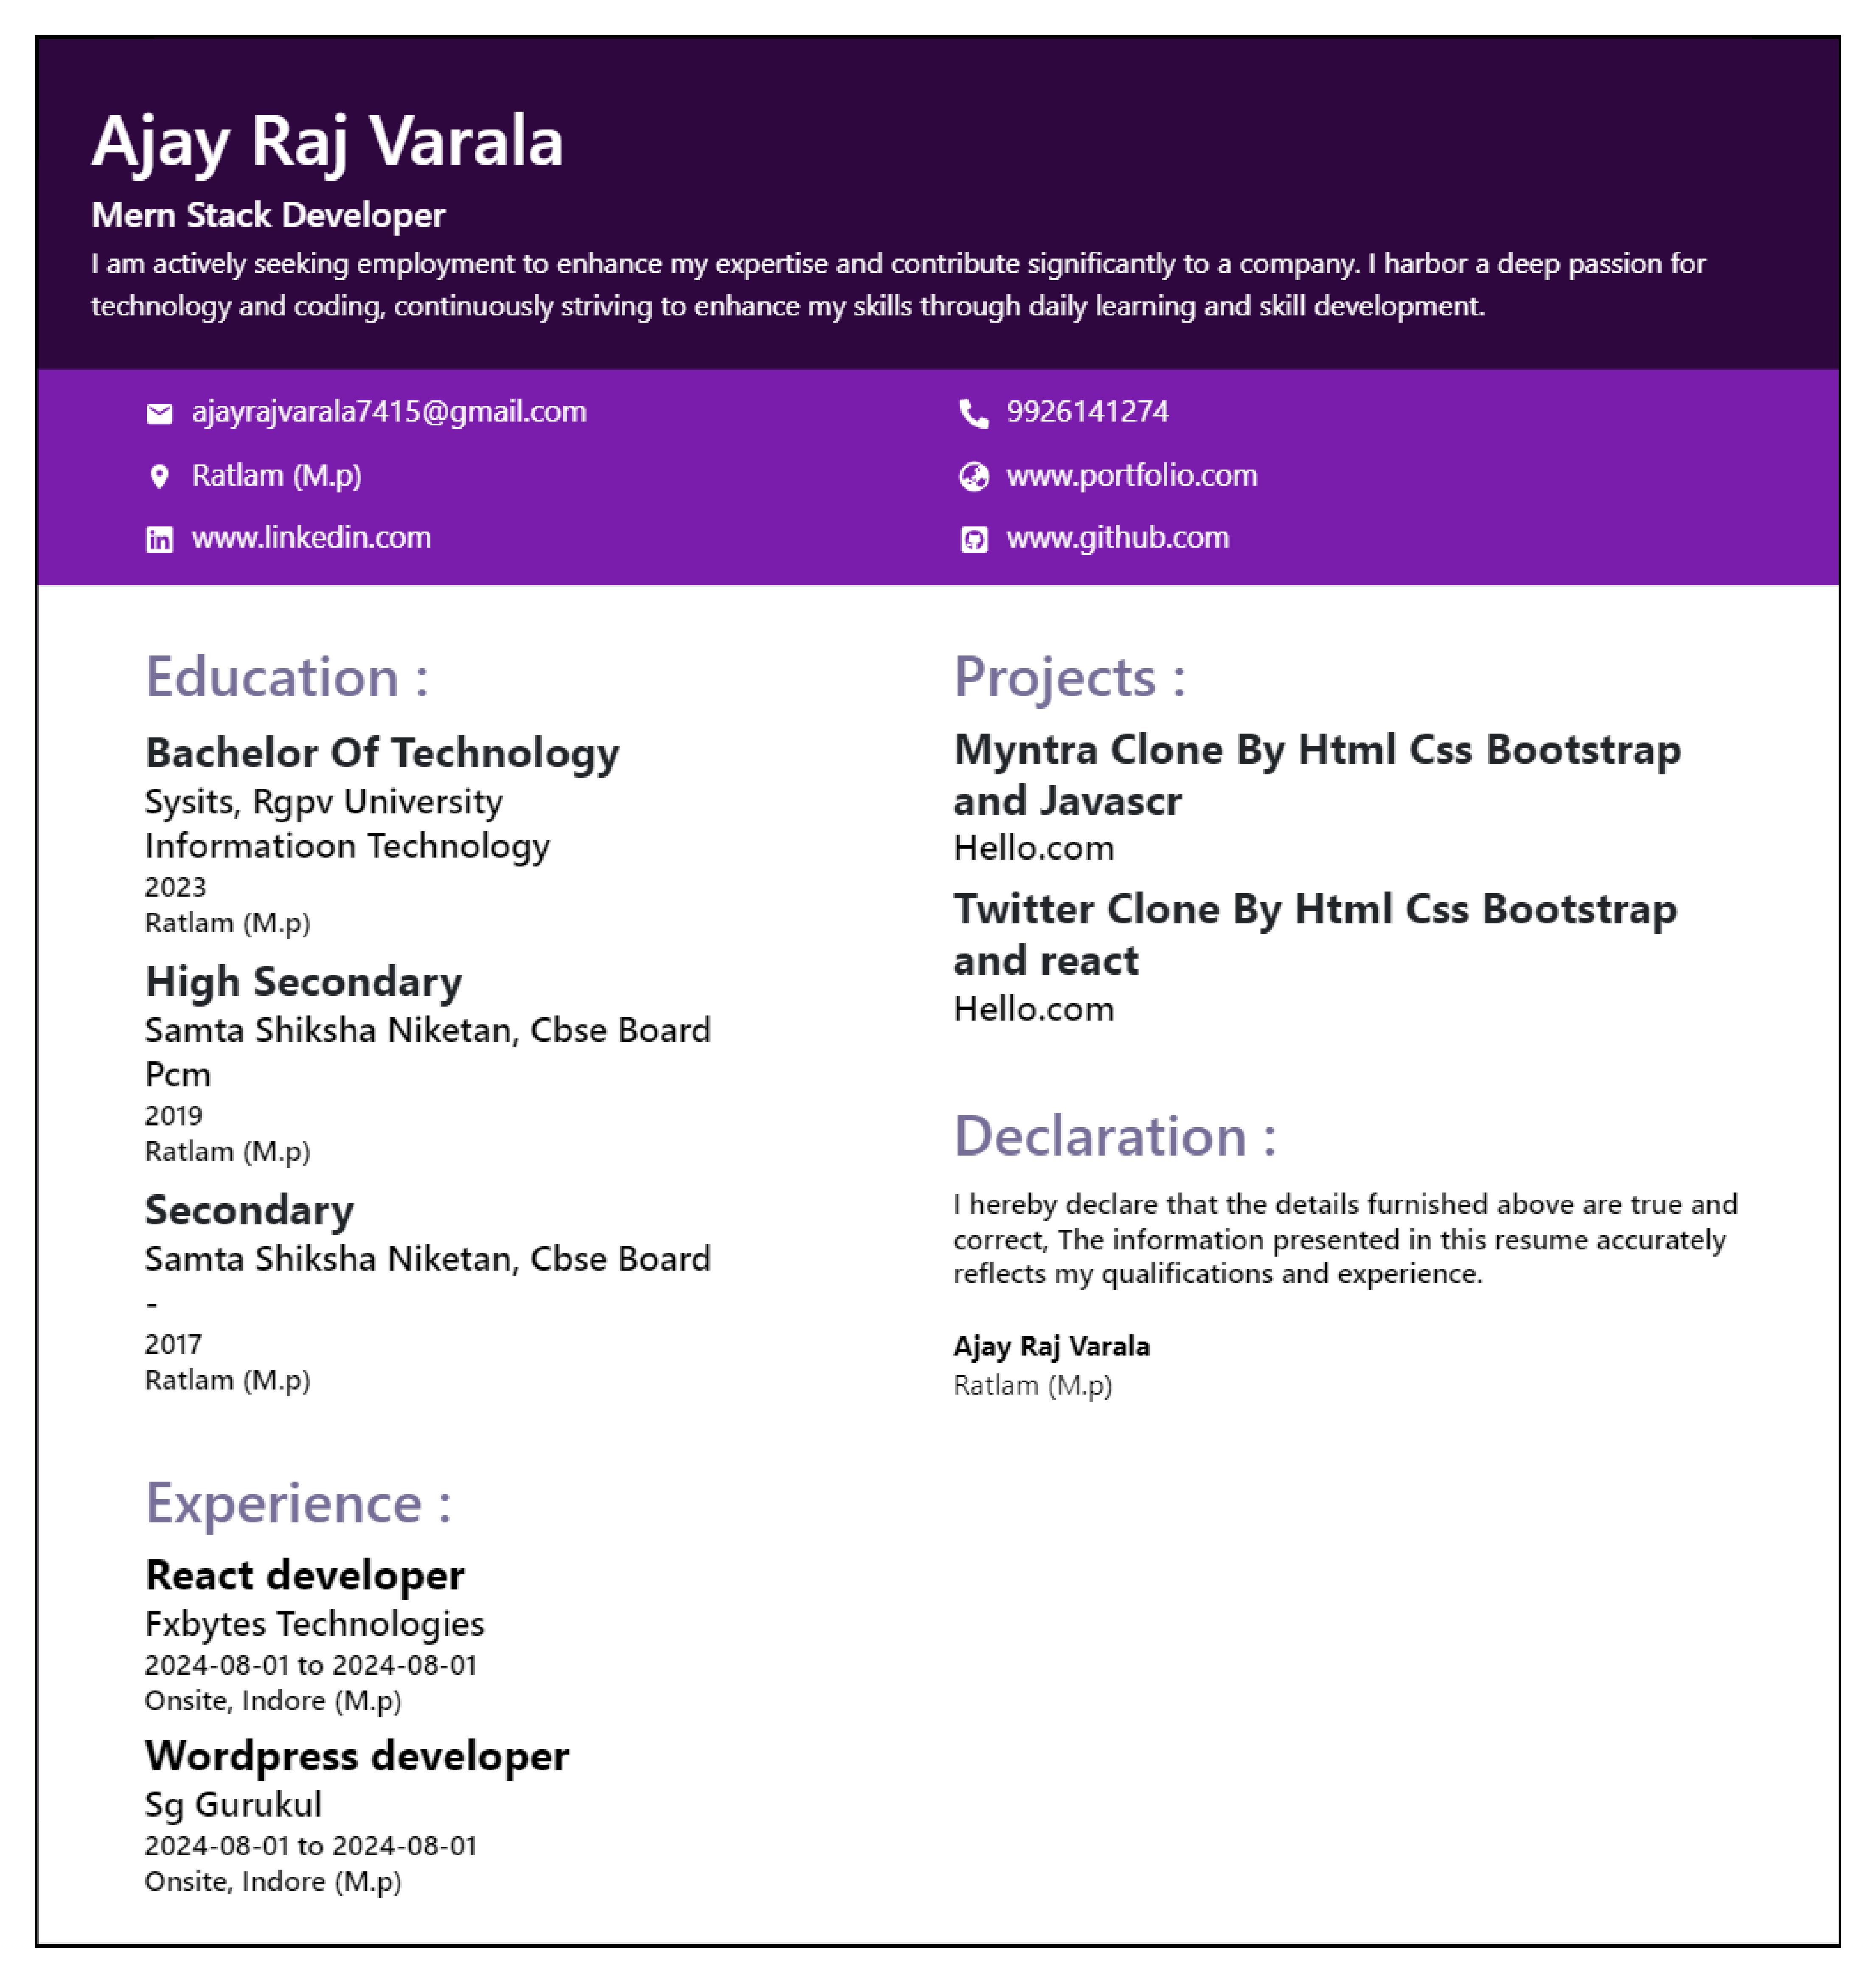 Ajay Raj Varala
Mern Stack Developer
I am actively seeking employment to enhance my expertise and contribute significantly to a company. I harbor a deep passion for
technology and coding, continuously striving to enhance my skills through daily learning and skill development.
ajayrajvarala7415@gmail.com
9926141274
Ratlam (M.p)
www.portfolio.com
www.linkedin.com
www.github.com
Education :
Bachelor Of Technology
Sysits, Rgpv University
Informatioon Technology
2023
Ratlam (M.p)
High Secondary
Samta Shiksha Niketan, Cbse Board
Pcm
2019
Ratlam (M.p)
Secondary
Samta Shiksha Niketan, Cbse Board
-
2017
Ratlam (M.p)
Experience :
React developer
Fxbytes Technologies
2024-08-01 to 2024-08-01
Onsite, Indore (M.p)
Wordpress developer
Sg Gurukul
2024-08-01 to 2024-08-01
Onsite, Indore (M.p)
Projects :
Myntra Clone By Html Css Bootstrap
and Javascr
Hello.com
Twitter Clone By Html Css Bootstrap
and react
Hello.com
Declaration :
I hereby declare that the details furnished above are true and
correct, The information presented in this resume accurately
reflects my qualifications and experience.
Ajay Raj Varala
Ratlam (M.p)